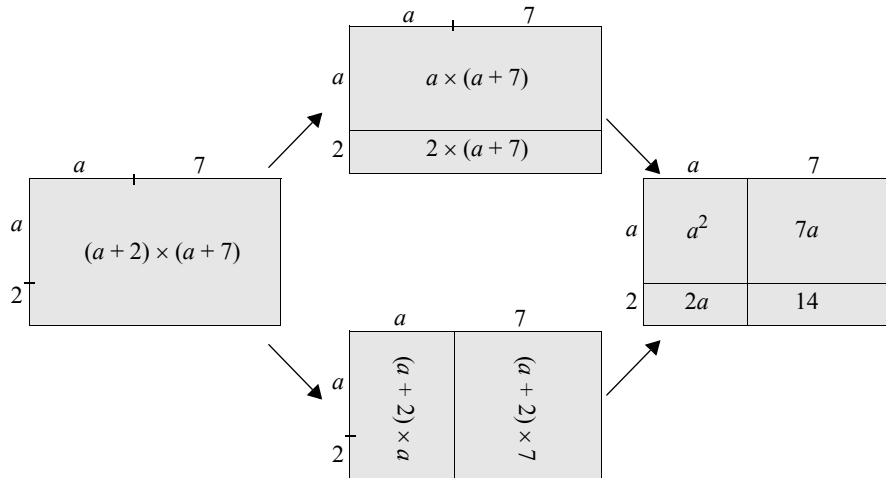 a 7
a
a × (a + 7)
2
2 × (a + 7)
a 7
a
(a + 2) × (a + 7)
2
a 7
a
a² 7a
2
2a 14
a 7
a
(a + 2) × a
(a + 2) × 7
2